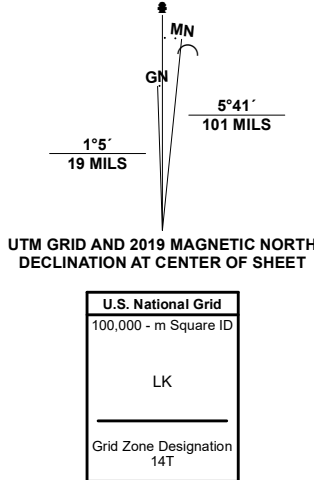 MN
GN
5°41´
101 MILS
1°5´
19 MILS
UTM GRID AND 2019 MAGNETIC NORTH
DECLINATION AT CENTER OF SHEET
U.S. National Grid
100,000 - m Square ID
LK
Grid Zone Designation
14T